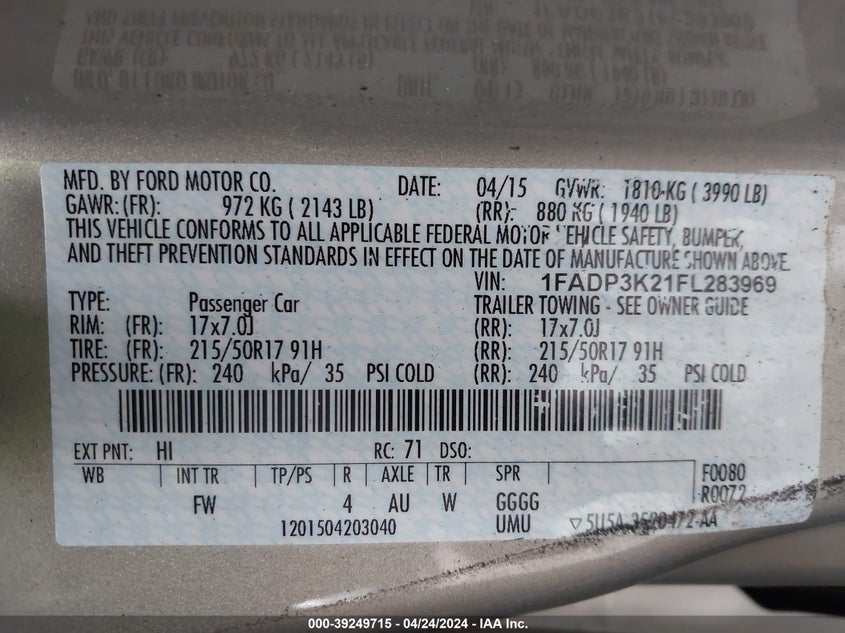 MFD. BY FORD MOTOR CO. DATE: 04/15 GVWR: 1810-KG ( 3990 LB)
GAWR: (FR): 972 KG ( 2143 LB) (RR): 880 KG ( 1940 LB)
THIS VEHICLE CONFORMS TO ALL APPLICABLE FEDERAL MOTOR VEHICLE SAFETY, BUMPER,
AND THEFT PREVENTION STANDARDS IN EFFECT ON THE DATE OF MANUFACTURE SHOWN ABOVE.
VIN: 1FADP3K21FL283969
TYPE: Passenger Car TRAILER TOWING - SEE OWNER GUIDE
RIM: (FR): 17x7.0J (RR): 17x7.0J
TIRE: (FR): 215/50R17 91H (RR): 215/50R17 91H
PRESSURE: (FR): 240 kPa/ 35 PSI COLD (RR): 240 kPa/ 35 PSI COLD
EXT PNT: HI RC: 71 DSO:
WB INT TR TP/PS R AXLE TR SPR F0080
R0072
FW 4 AU W GGGG
1201504203040 UMU
000-39249715 - 04/24/2024 - IAA Inc.